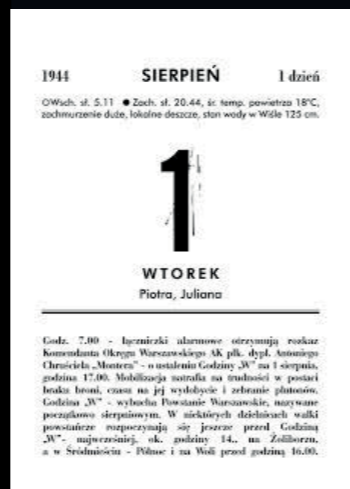 1944 SIERPIEŃ 1 dzień
Wsch. sł. 5.11 ● Zach. sł. 20.44, śr. temp. powietrza 18°C,
zachmurzenie duże, lokalne deszcze, stan wody w Wiśle 125 cm.
1
WTOREK
Piotra, Juliana
Godz. 7.00 - łączniczki alarmowe otrzymują rozkaz
Komendanta Okręgu Warszawskiego AK płk. dypl. Antoniego
Chruściela „Montera" - o ustaleniu Godziny „W" na 1 sierpnia,
godzina 17.00. Mobilizacja natrafia na trudności w postaci
braku broni, czasu na jej wydobycie i zebranie plutonów.
Godzina „W" - wybucha Powstanie Warszawskie, nazywane
początkowo sierpniowym. W niektórych dzielnicach walki
powstańcze rozpoczynają się jeszcze przed Godziną
„W"- najwcześniej, ok. godziny 14., na Żoliborzu,
a w Śródmieściu - Północ i na Woli przed godziną 16.00.